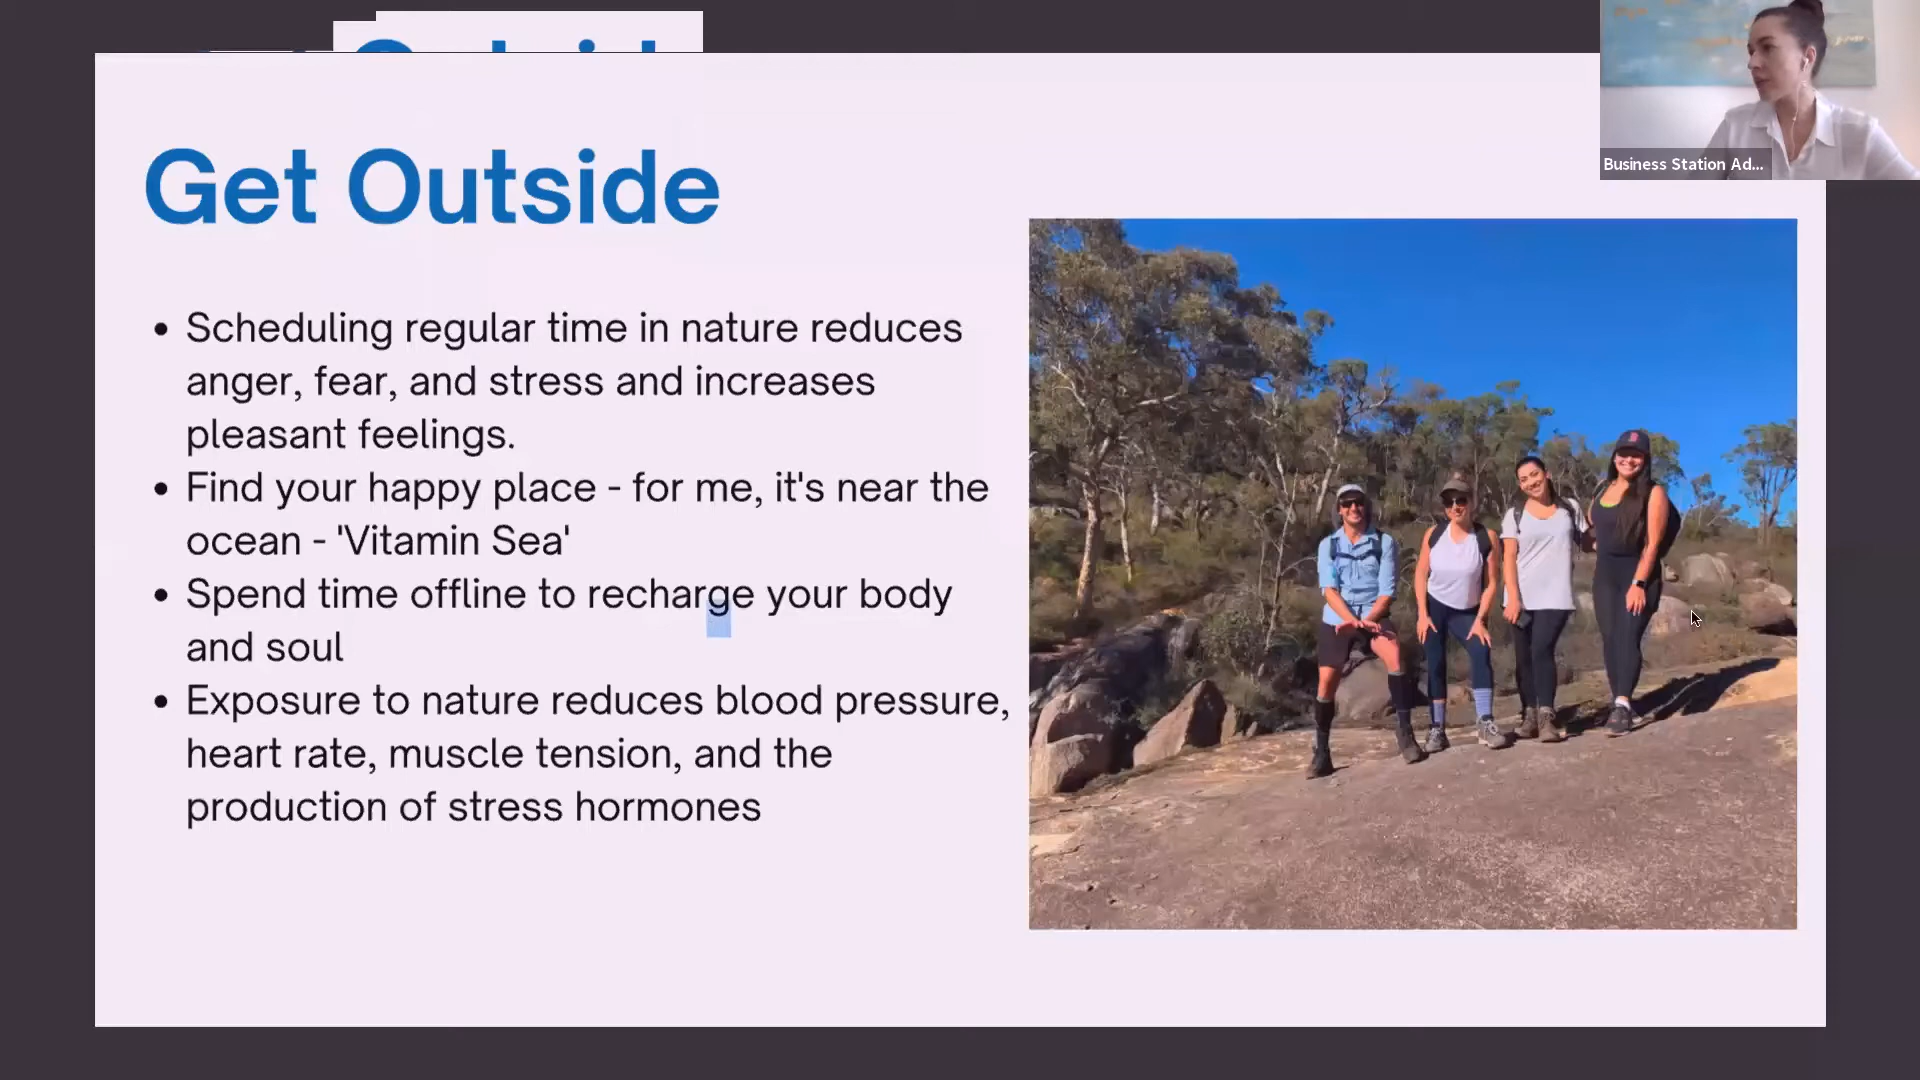 Business Station Ad...
Get Outside
• Scheduling regular time in nature reduces
anger, fear, and stress and increases
pleasant feelings.
• Find your happy place - for me, it's near the
ocean - 'Vitamin Sea'
• Spend time offline to recharge your body
and soul
• Exposure to nature reduces blood pressure,
heart rate, muscle tension, and the
production of stress hormones